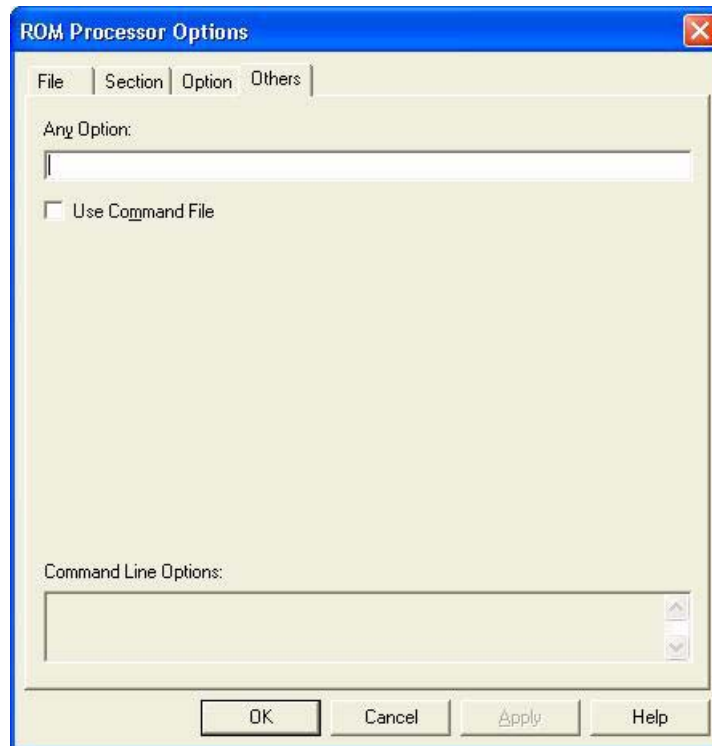 ROM Processor Options
File Section Option Others
Any Option:
Use Command File
Command Line Options:
OK Cancel Apply Help